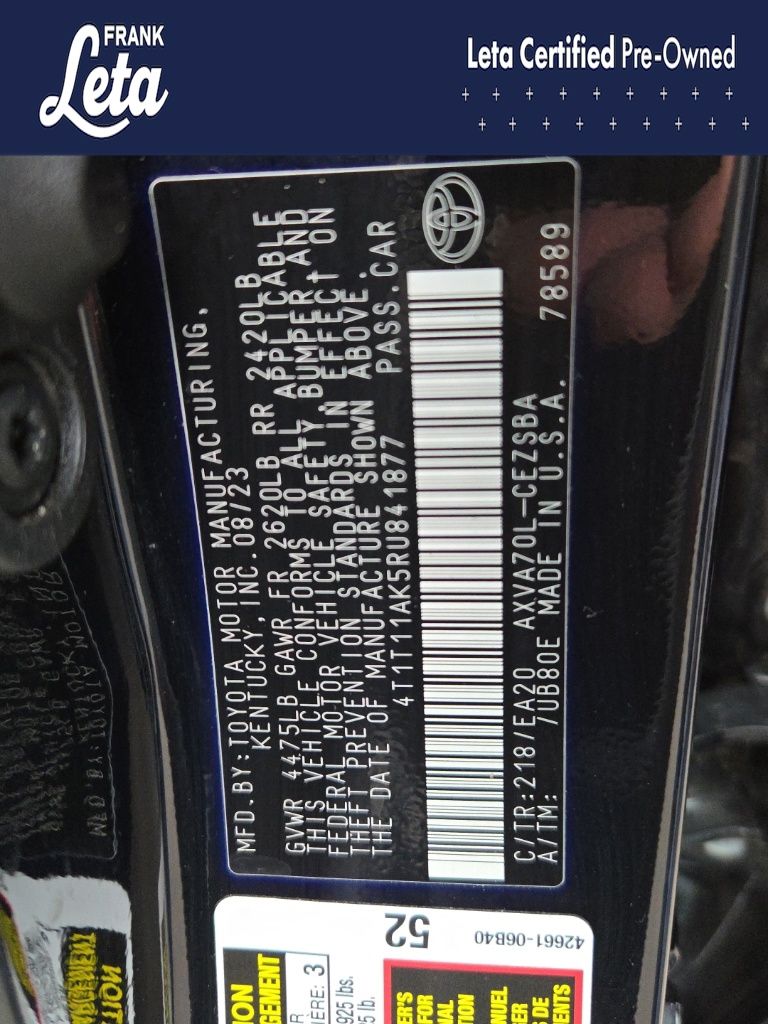 FRANK
Leta
Leta Certified Pre-Owned
MFD.BY:TOYOTA MOTOR MANUFACTURING,
KENTUCKY,INC.08/23
GVWR 4475LB GAWR FR 2620LB RR 2420LB
THIS VEHICLE CONFORMS TO ALL APPLICABLE
FEDERAL MOTOR VEHICLE SAFETY, BUMPER, AND
THEFT PREVENTION STANDARDS IN EFFECT ON
THE DATE OF MANUFACTURE SHOWN ABOVE.
4T1T11AK5RU841877 PASS.CAR
C/TR:218/EA20 AXVA70L-CEZSBA
A/TM: 7UB80E MADE IN U.S.A. 78589
52
42661-06B40